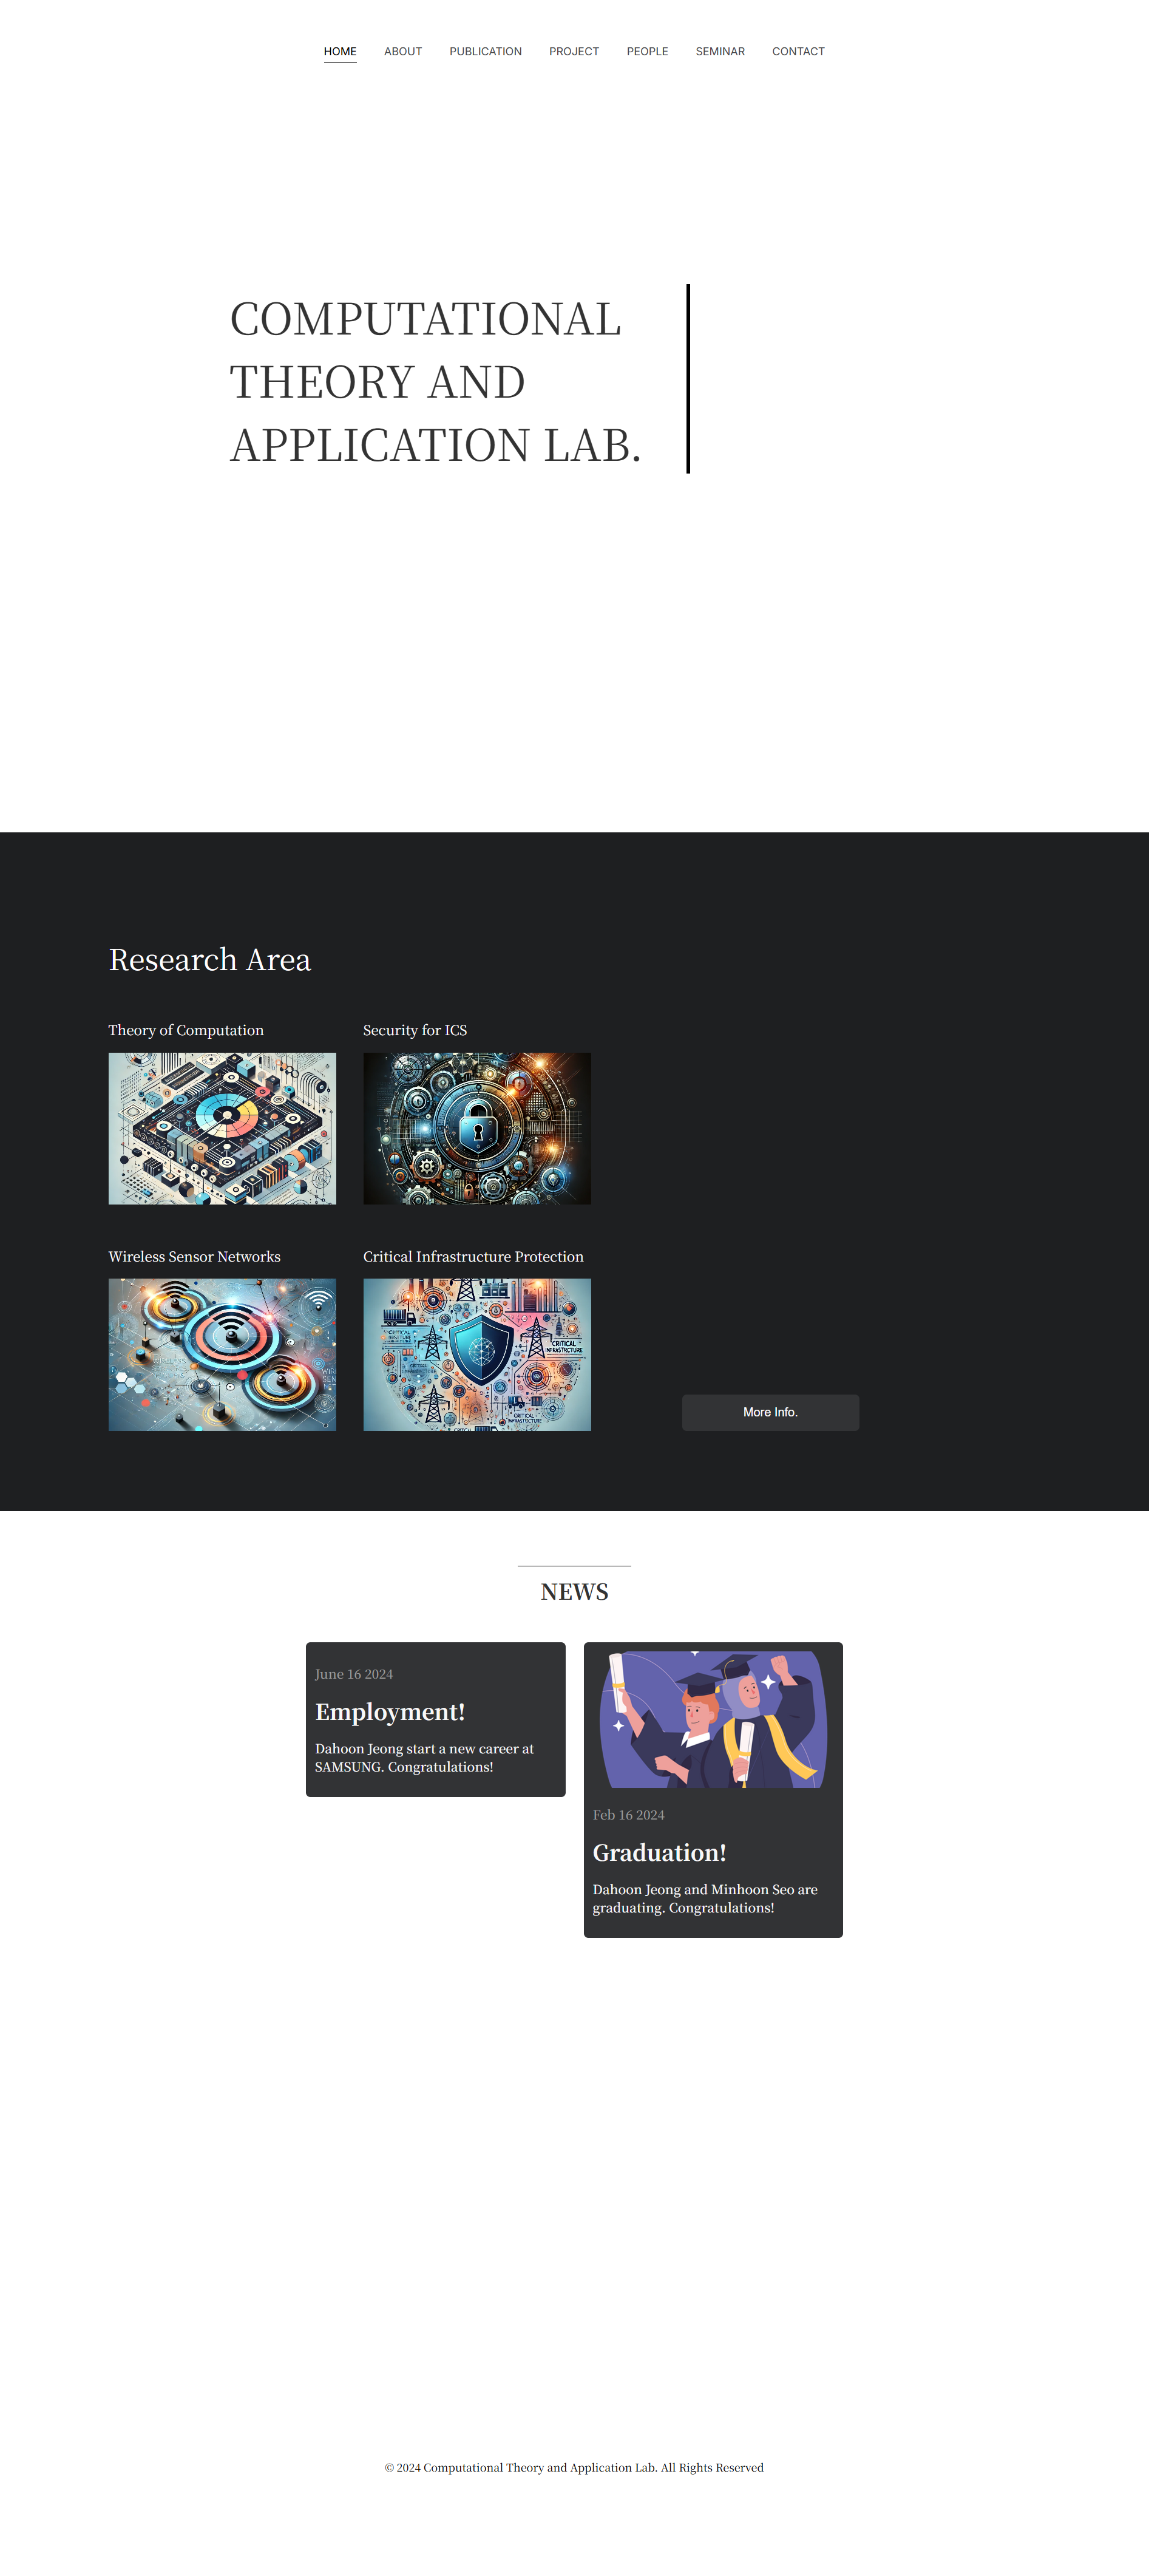 HOME
ABOUT
PUBLICATION
PROJECT
PEOPLE
SEMINAR
CONTACT
COMPUTATIONAL
THEORY AND
APPLICATION LAB.
Research Area
Theory of Computation
Security for ICS
Wireless Sensor Networks
Critical Infrastructure Protection
CRITICAL
More Info.
NEWS
June 16 2024
Employment!
Dahoon Jeong start a new career at
SAMSUNG. Congratulations!
Feb 16 2024
Graduation!
Dahoon Jeong and Minhoon Seo are
graduating. Congratulations!
© 2024 Computational Theory and Application Lab. All Rights Reserved